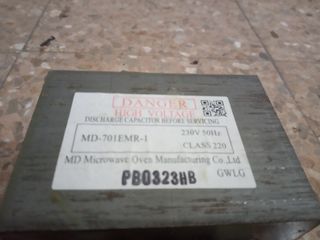 DANGER
HIGH VOLTAGE
DISCHARGE CAPACITOR BEFORE SERVICING
MD-701EMR-1
230V 50Hz
CLASS 220
MD Microwave Oven Manufacturing Co.,Ltd
GWLG
PB0323HB